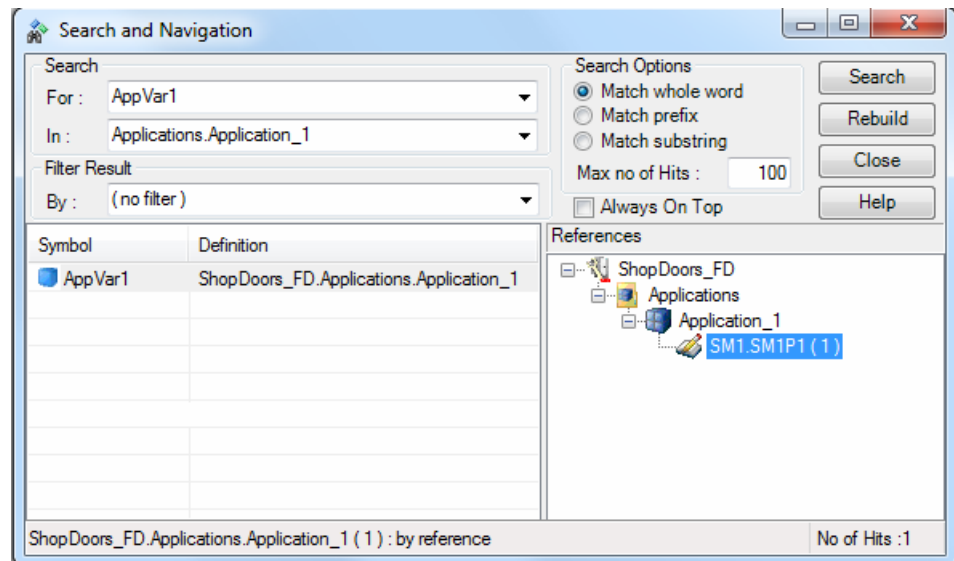 Search and Navigation
Search
For : AppVar1
In : Applications.Application_1
Filter Result
By : ( no filter )
Search Options
Match whole word
Match prefix
Match substring
Max no of Hits : 100
Always On Top
Search
Rebuild
Close
Help
Symbol Definition
AppVar1 ShopDoors_FD.Applications.Application_1
References
ShopDoors_FD
Applications
Application_1
SM1.SM1P1 ( 1 )
ShopDoors_FD.Applications.Application_1 ( 1 ) : by reference
No of Hits :1